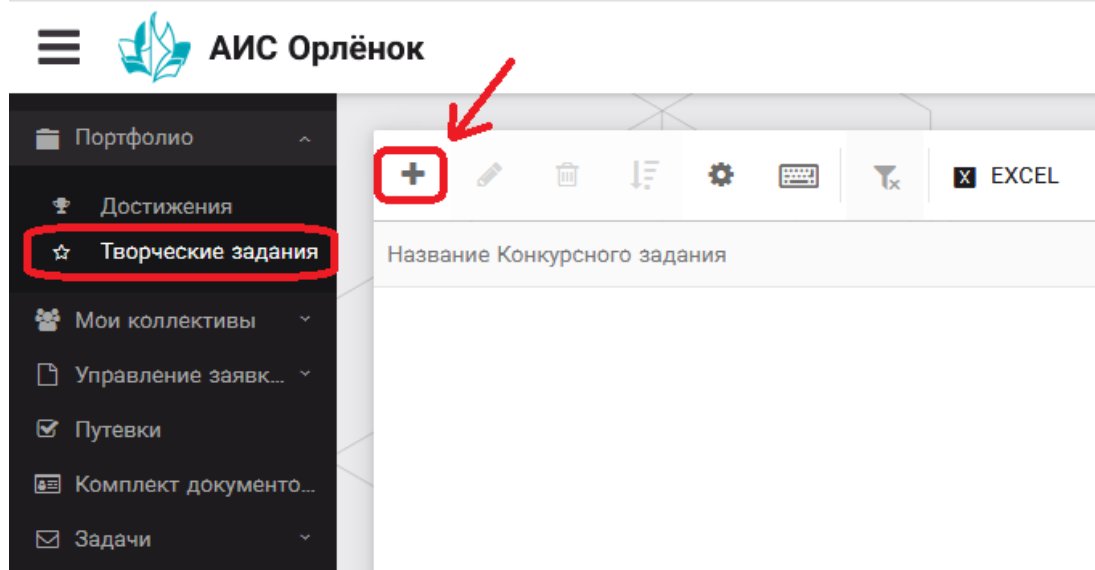 АИС Орлёнок
Портфолио
Достижения
Творческие задания
Мои коллективы
Управление заявк...
Путевки
Комплект документо...
Задачи
X EXCEL
Название Конкурсного задания